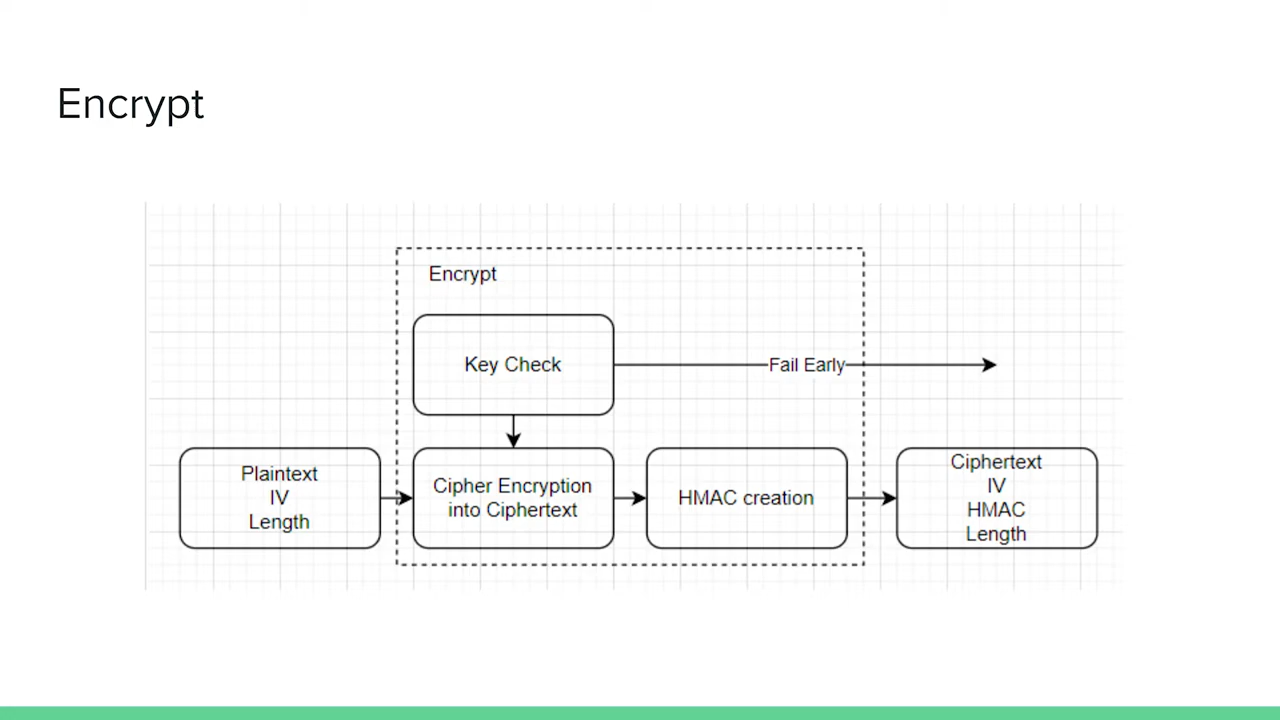 Encrypt
Encrypt
Key Check
Fail Early
Plaintext
IV
Length
Cipher Encryption
into Ciphertext
HMAC creation
Ciphertext
IV
HMAC
Length